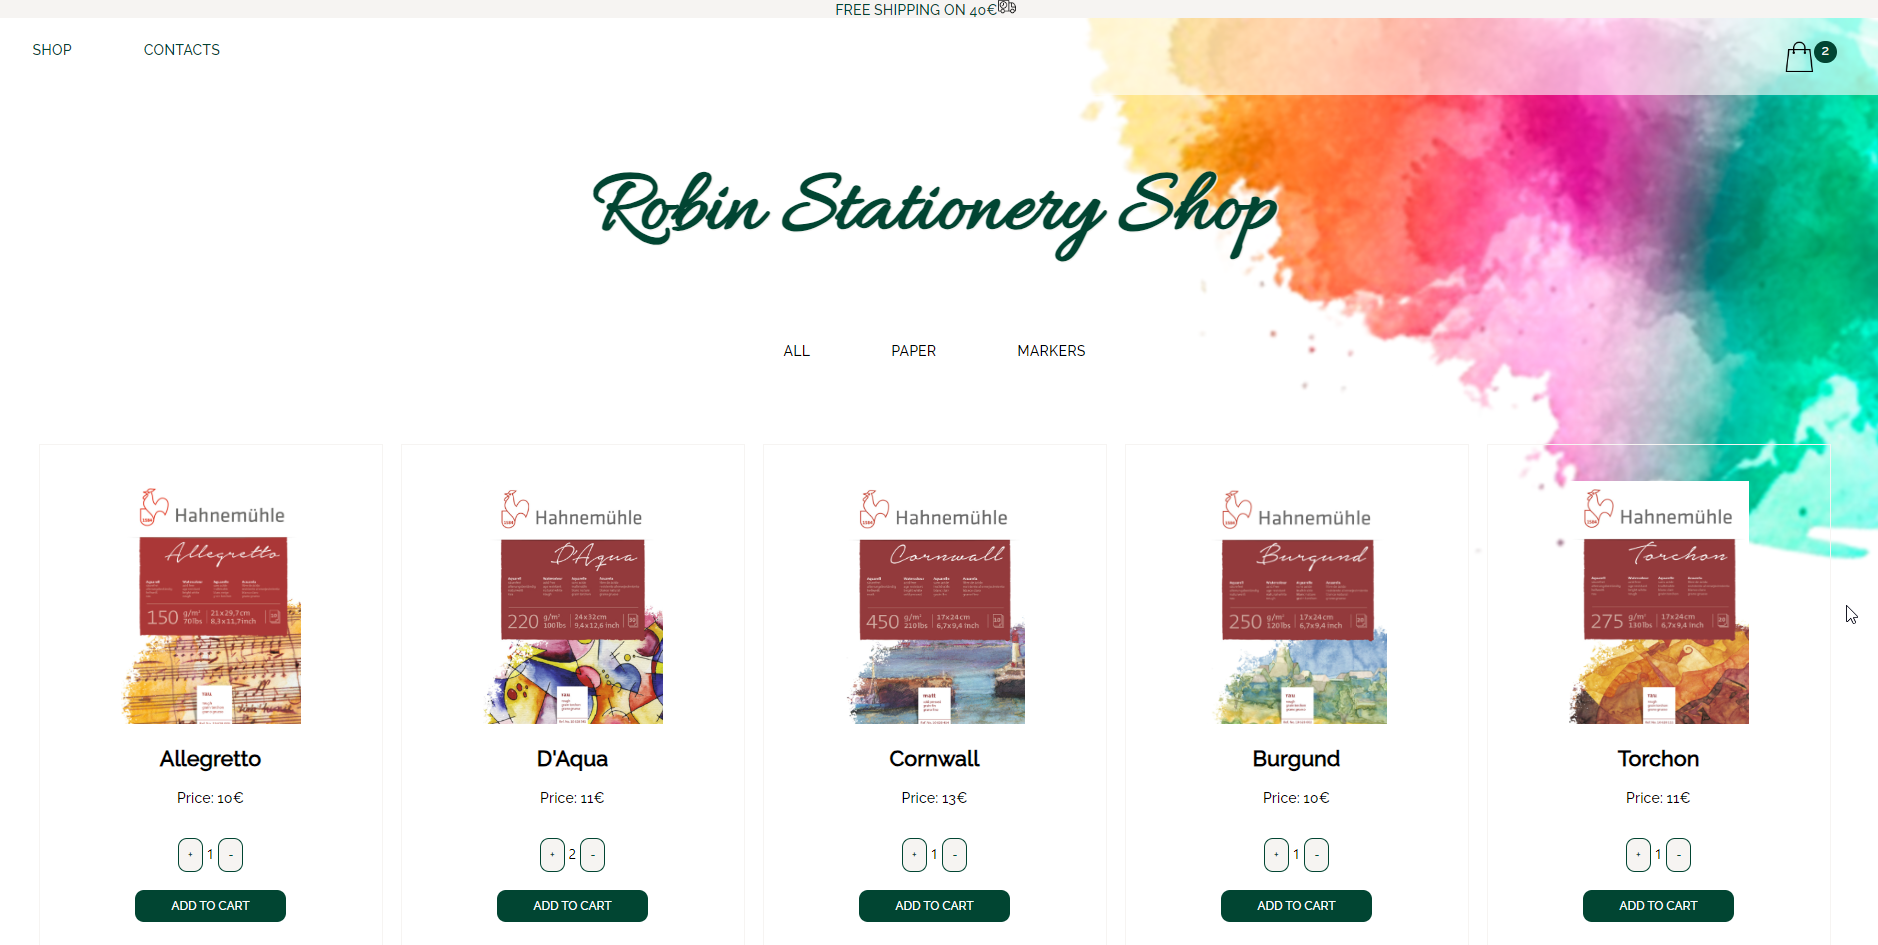 FREE SHIPPING ON 40€
SHOP CONTACTS 2
Robin Stationery Shop
ALL PAPER MARKERS
1584 Hahnemühle
Allegretto
150 g/m² 70lbs 21x29,7cm 8,3x11,7inch
Hahnemühle
D'Aqua
220 g/m² 100lbs 24x32cm 9,4x12,6 inch
Hahnemühle
Cornwall
450 g/m² 210lbs 17x24cm 6,7x9,4 inch
Hahnemühle
Burgund
250 g/m² 120lbs 17x24cm 6,7x9,4 inch
Hahnemühle
Torchon
275 g/m² 130lbs 17x24cm 6,7x9,4 inch
Allegretto D'Aqua Cornwall Burgund Torchon
Price: 10€ Price: 11€ Price: 13€ Price: 10€ Price: 11€
+ 1 - + 2 - + 1 - + 1 - + 1 -
ADD TO CART ADD TO CART ADD TO CART ADD TO CART ADD TO CART